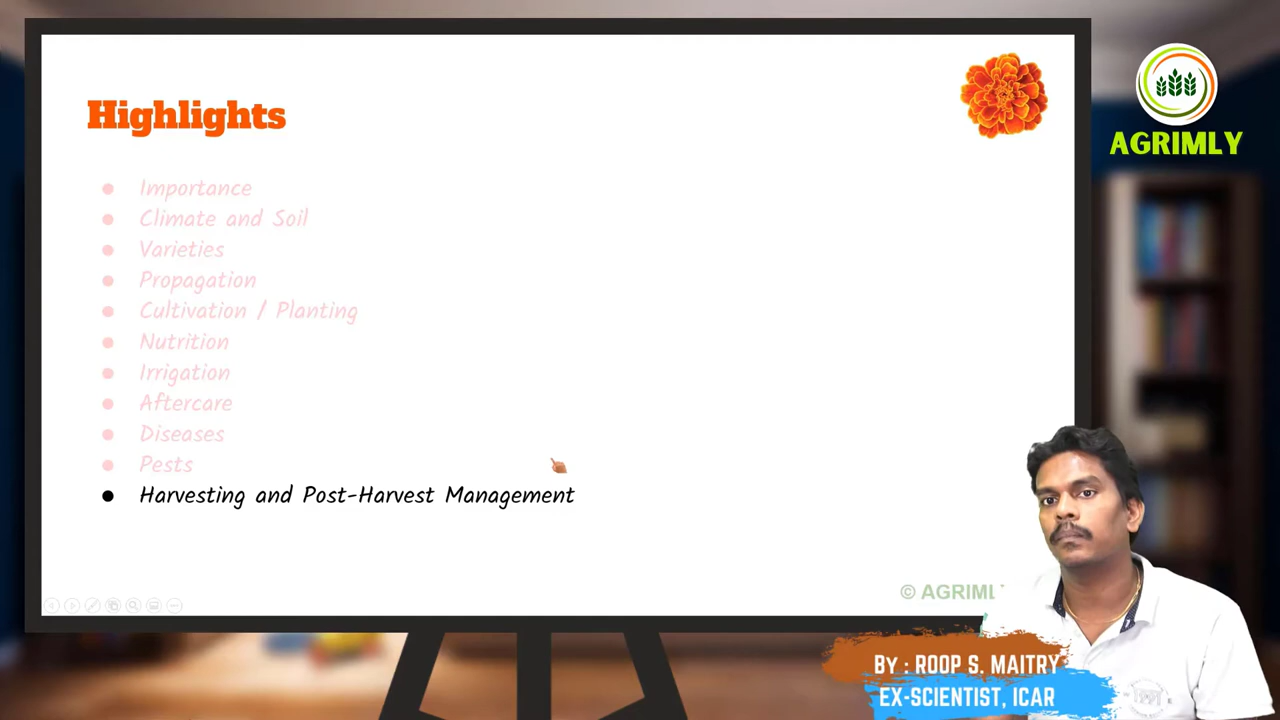 Highlights
AGRIMLY
Importance
Climate and Soil
Varieties
Propagation
Cultivation / Planting
Nutrition
Irrigation
Aftercare
Diseases
Pests
Harvesting and Post-Harvest Management
© AGRIML
BY : ROOP S. MAITRY
EX-SCIENTIST, ICAR